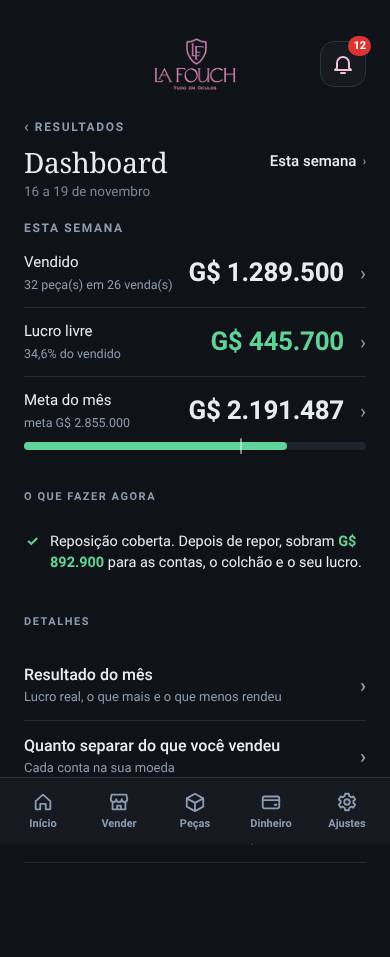 LF
LA FOUCH
Tudo em Óculos
12
‹ RESULTADOS
Dashboard
Esta semana ›
16 a 19 de novembro
ESTA SEMANA
Vendido
G$ 1.289.500 ›
32 peça(s) em 26 venda(s)
Lucro livre
G$ 445.700 ›
34,6% do vendido
Meta do mês
G$ 2.191.487 ›
meta G$ 2.855.000
O QUE FAZER AGORA
✓ Reposição coberta. Depois de repor, sobram G$
892.900 para as contas, o colchão e o seu lucro.
DETALHES
Resultado do mês ›
Lucro real, o que mais e o que menos rendeu
Quanto separar do que você vendeu ›
Cada conta na sua moeda
Início
Vender
Peças
Dinheiro
Ajustes